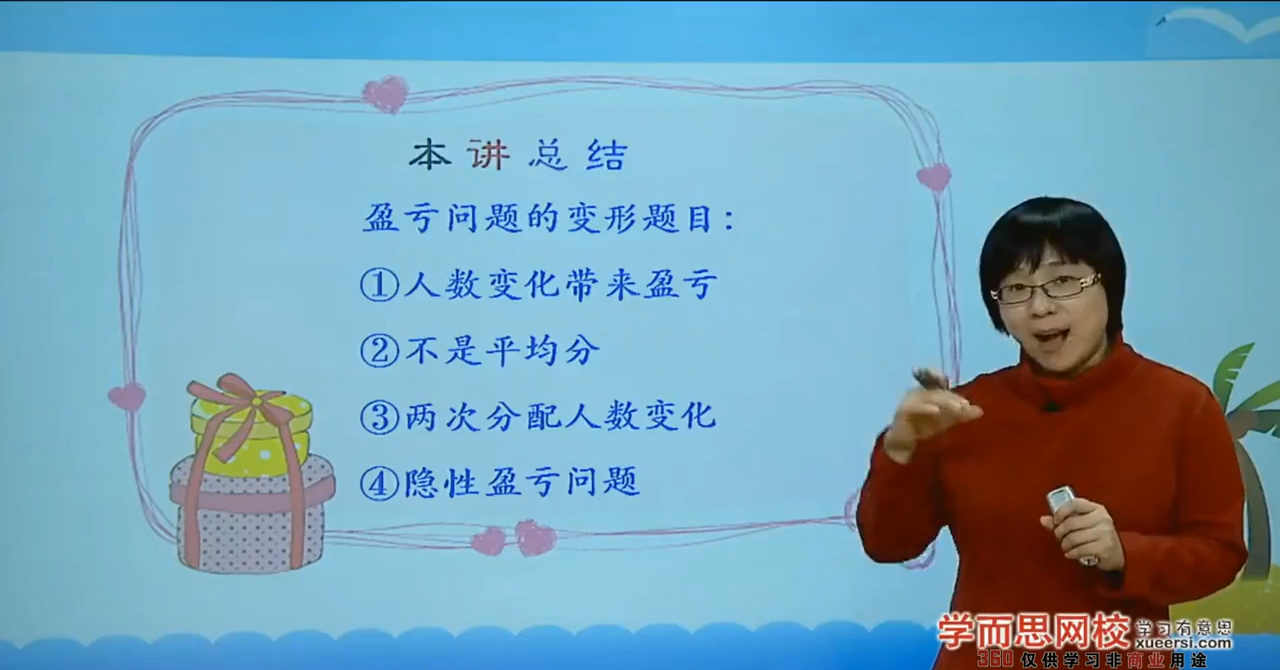 本讲总结
盈亏问题的变形题目：
①人数变化带来盈亏
②不是平均分
③两次分配人数变化
④隐性盈亏问题
学而思网校 学习有意思
xueersi.com
360 仅供学习非商业用途